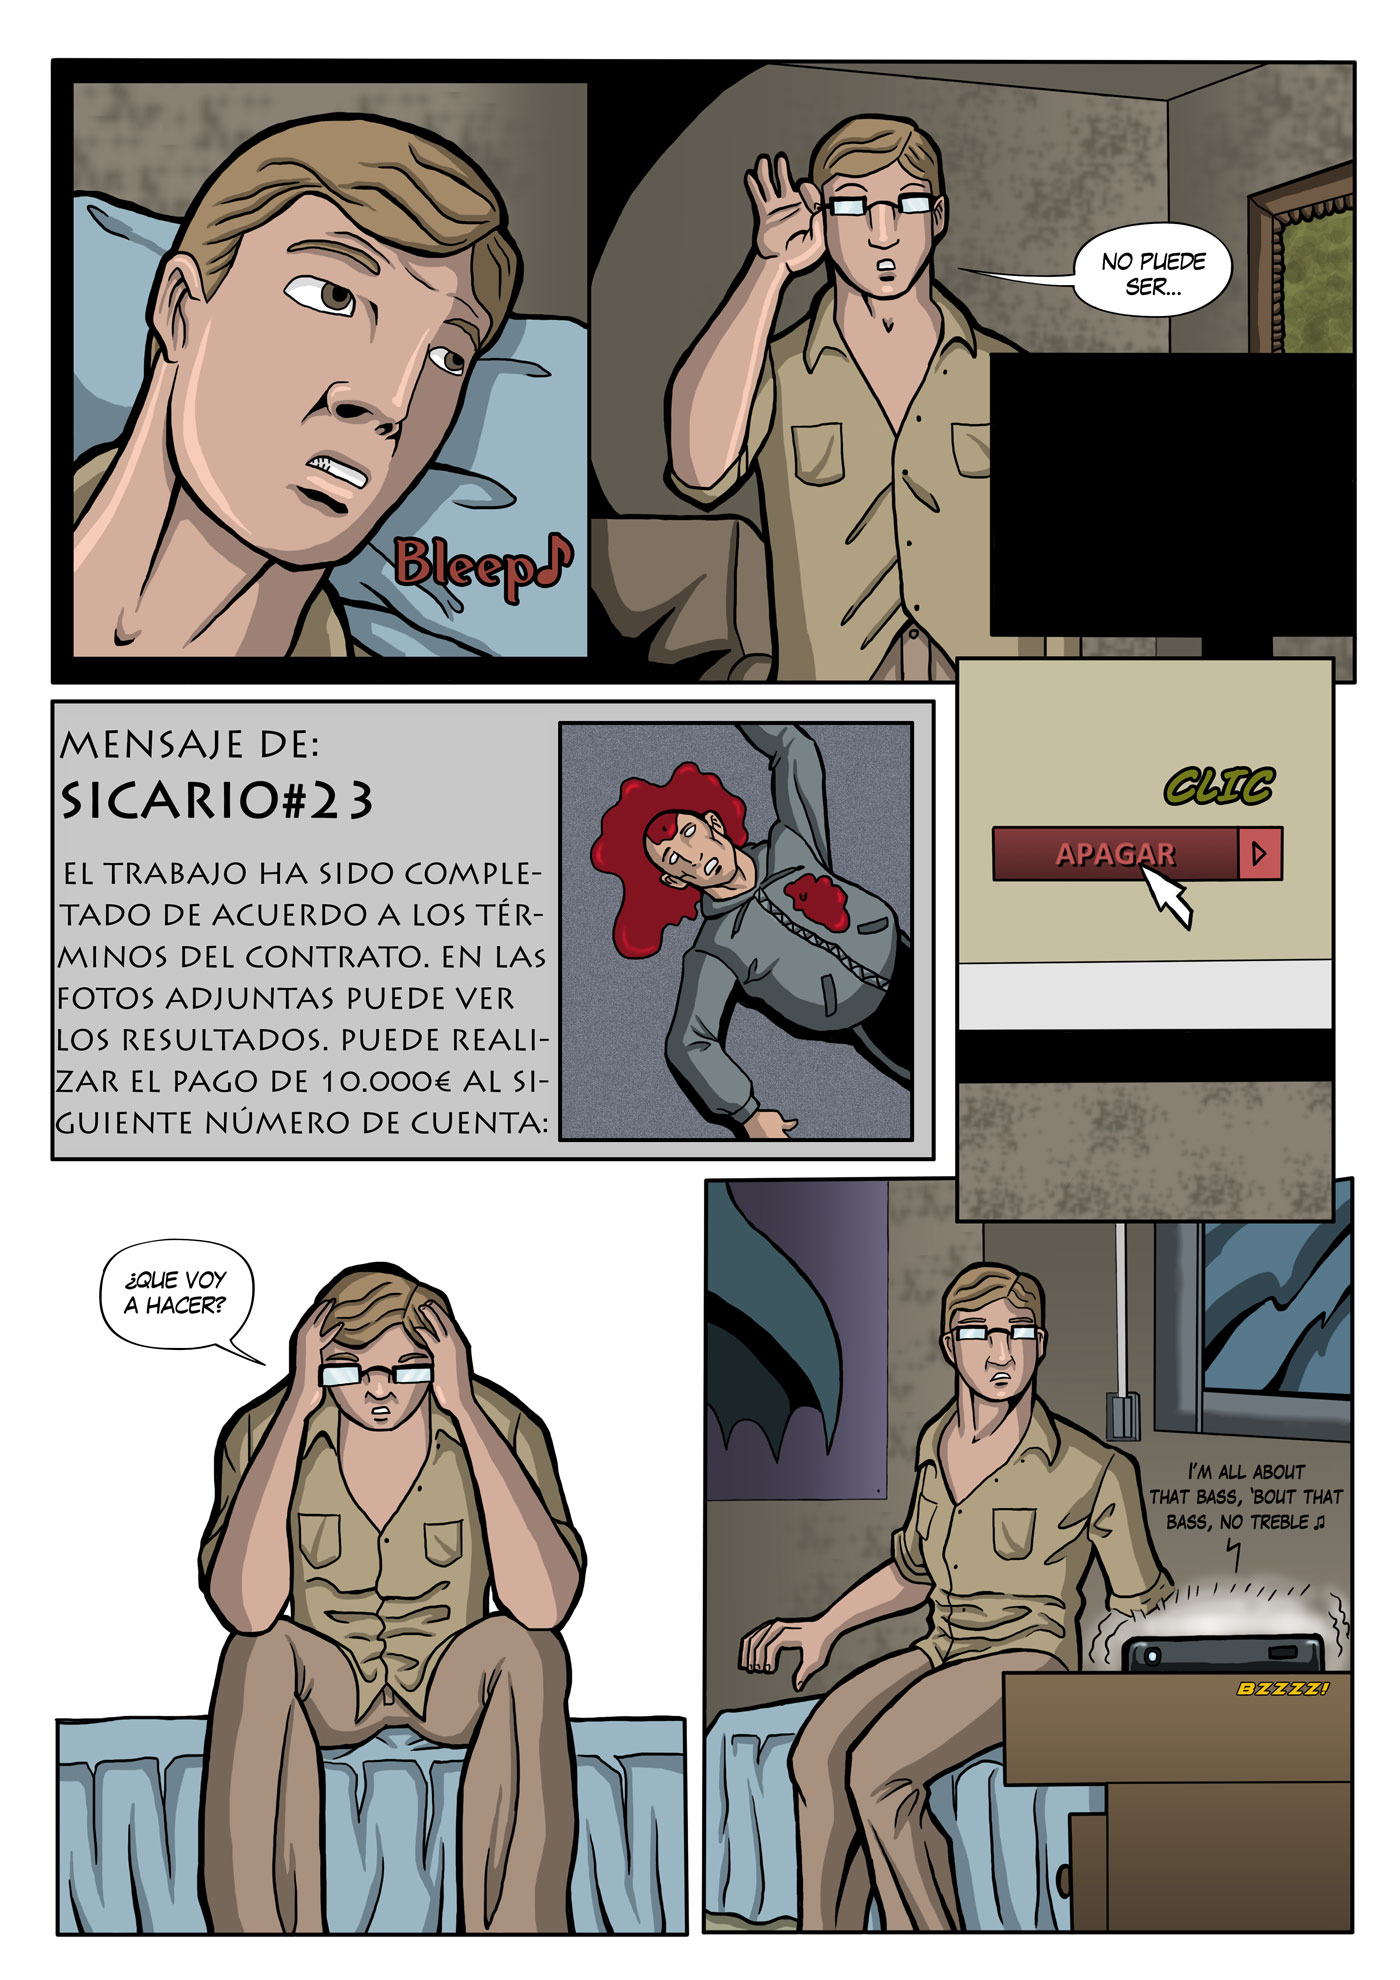 Bleep♪
NO PUEDE
SER...
MENSAJE DE:
SICARIO#23
EL TRABAJO HA SIDO COMPLE-
TADO DE ACUERDO A LOS TÉR-
MINOS DEL CONTRATO. EN LAS
FOTOS ADJUNTAS PUEDE VER
LOS RESULTADOS. PUEDE REALI-
ZAR EL PAGO DE 10.000€ AL SI-
GUIENTE NÚMERO DE CUENTA:
CLIC
APAGAR
¿QUE VOY
A HACER?
I'M ALL ABOUT
THAT BASS, 'BOUT THAT
BASS, NO TREBLE ♫
BZZZZ!